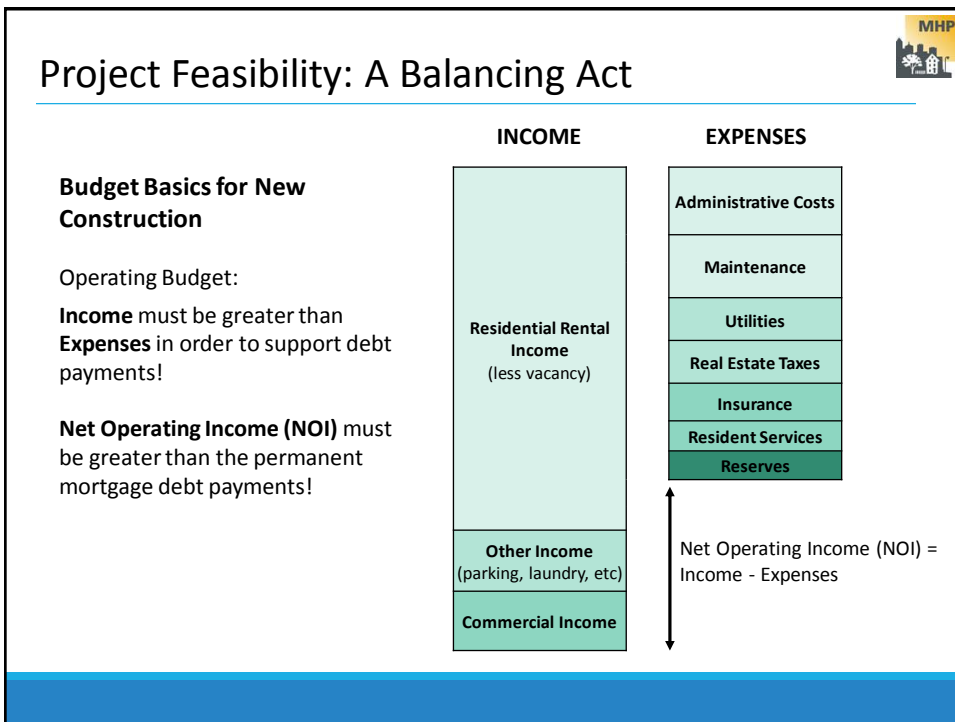 MHP
Project Feasibility: A Balancing Act
Budget Basics for New
Construction
Operating Budget:
Income must be greater than
Expenses in order to support debt
payments!
Net Operating Income (NOI) must
be greater than the permanent
mortgage debt payments!
INCOME
Residential Rental
Income
(less vacancy)
Other Income
(parking, laundry, etc)
Commercial Income
EXPENSES
Administrative Costs
Maintenance
Utilities
Real Estate Taxes
Insurance
Resident Services
Reserves
Net Operating Income (NOI) =
Income - Expenses